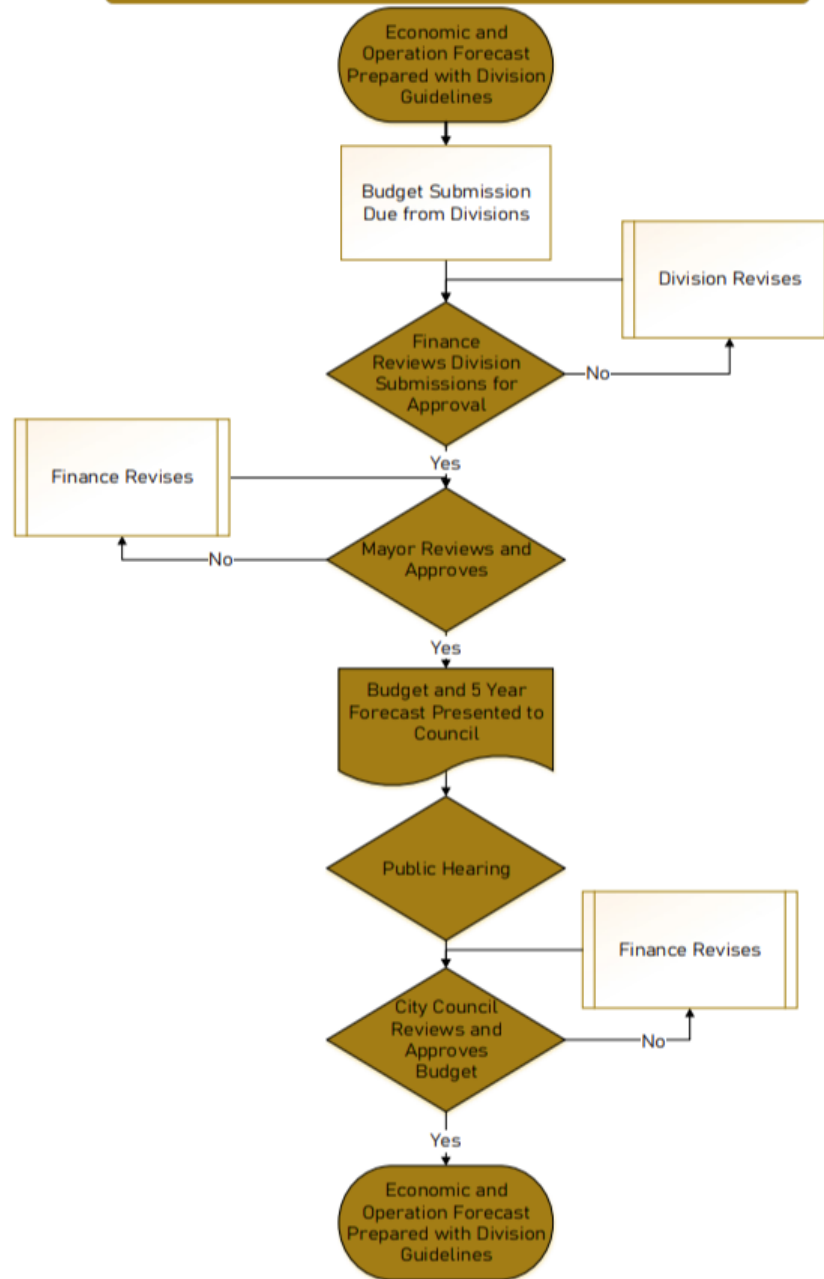 Economic and
Operation Forecast
Prepared with Division
Guidelines
Budget Submission
Due from Divisions
Division Revises
Finance
Reviews Division
Submissions for
Approval
No
Yes
Finance Revises
Mayor Reviews and
Approves
No
Yes
Budget and 5 Year
Forecast Presented to
Council
Public Hearing
Finance Revises
City Council
Reviews and
Approves
Budget
No
Yes
Economic and
Operation Forecast
Prepared with Division
Guidelines